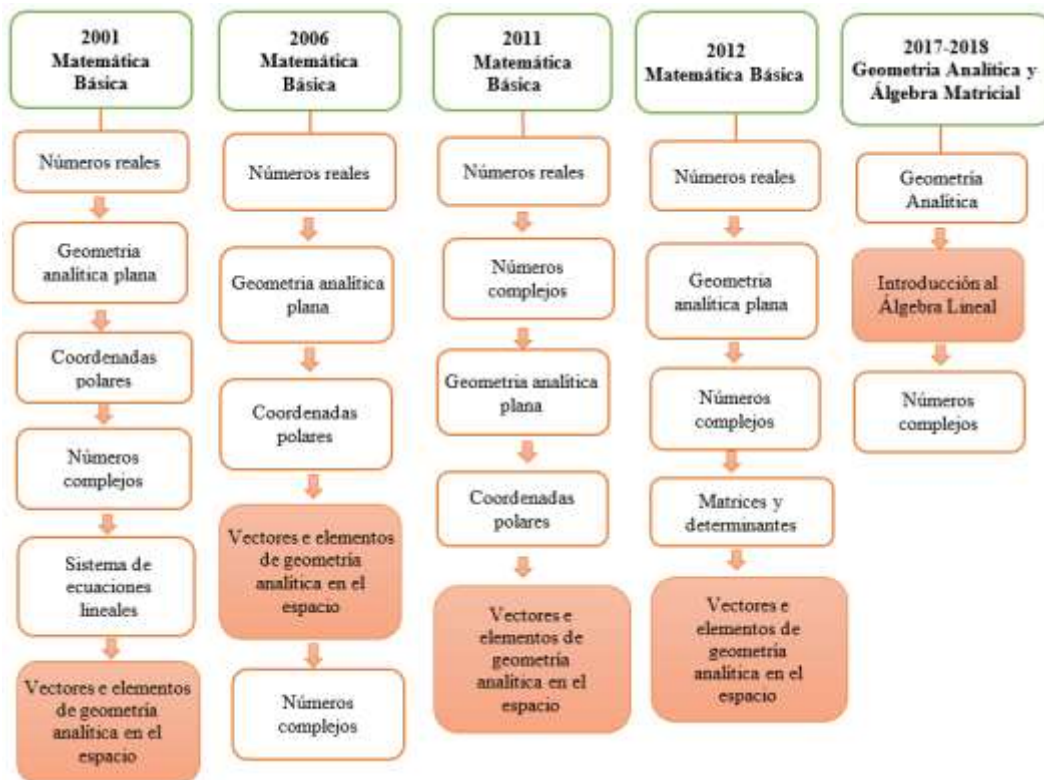 2001
Matemática
Básica
Números reales
Geometria
analítica plana
Coordenadas
polares
Números
complejos
Sistema de
ecuaciones
lineales
Vectores e elementos
de geometría
analítica en el
espacio
2006
Matemática
Básica
Números reales
Geometria analítica
plana
Coordenadas
polares
Vectores e elementos
de geometría
analítica en el
espacio
Números
complejos
2011
Matemática
Básica
Números reales
Números
complejos
Geometria analítica
plana
Coordenadas
polares
Vectores e
elementos de
geometría
analítica en el
espacio
2012
Matemática Básica
Números reales
Geometria
analítica plana
Números
complejos
Matrices y
determinantes
Vectores e
elementos de
geometría
analítica en el
espacio
2017-2018
Geometria Analítica y
Álgebra Matricial
Geometría
Analítica
Introducción al
Álgebra Lineal
Números
complejos